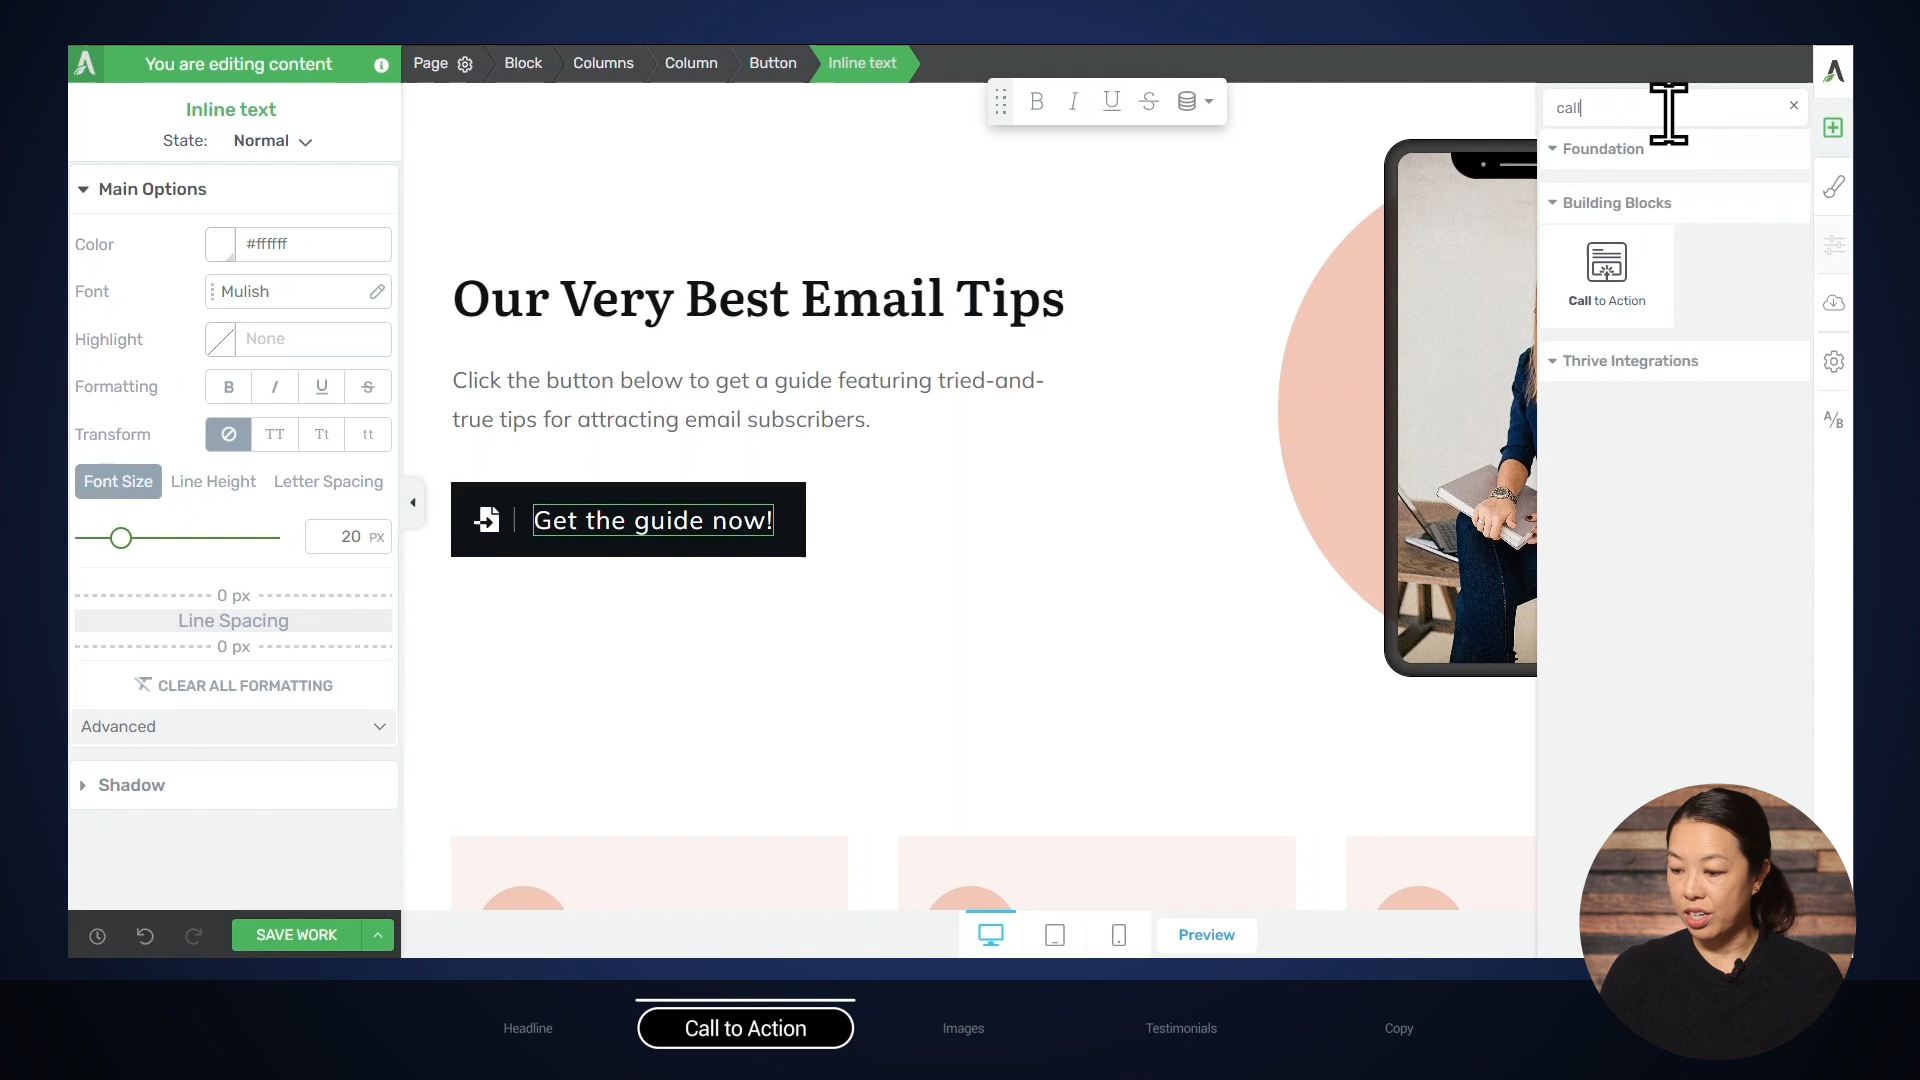 You are editing content
Page
Block
Columns
Column
Button
Inline text
Inline text
State: Normal
Main Options
Color
#ffffff
Font
Mulish
Highlight
None
Formatting
B I U S
Transform
TT Tt tt
Font Size
Line Height
Letter Spacing
20 PX
0 px
Line Spacing
0 px
CLEAR ALL FORMATTING
Advanced
Shadow
SAVE WORK
B I U S
Our Very Best Email Tips
Click the button below to get a guide featuring tried-and-
true tips for attracting email subscribers.
Get the guide now!
Preview
call
Foundation
Building Blocks
Call to Action
Thrive Integrations
A/B
Headline
Call to Action
Images
Testimonials
Copy